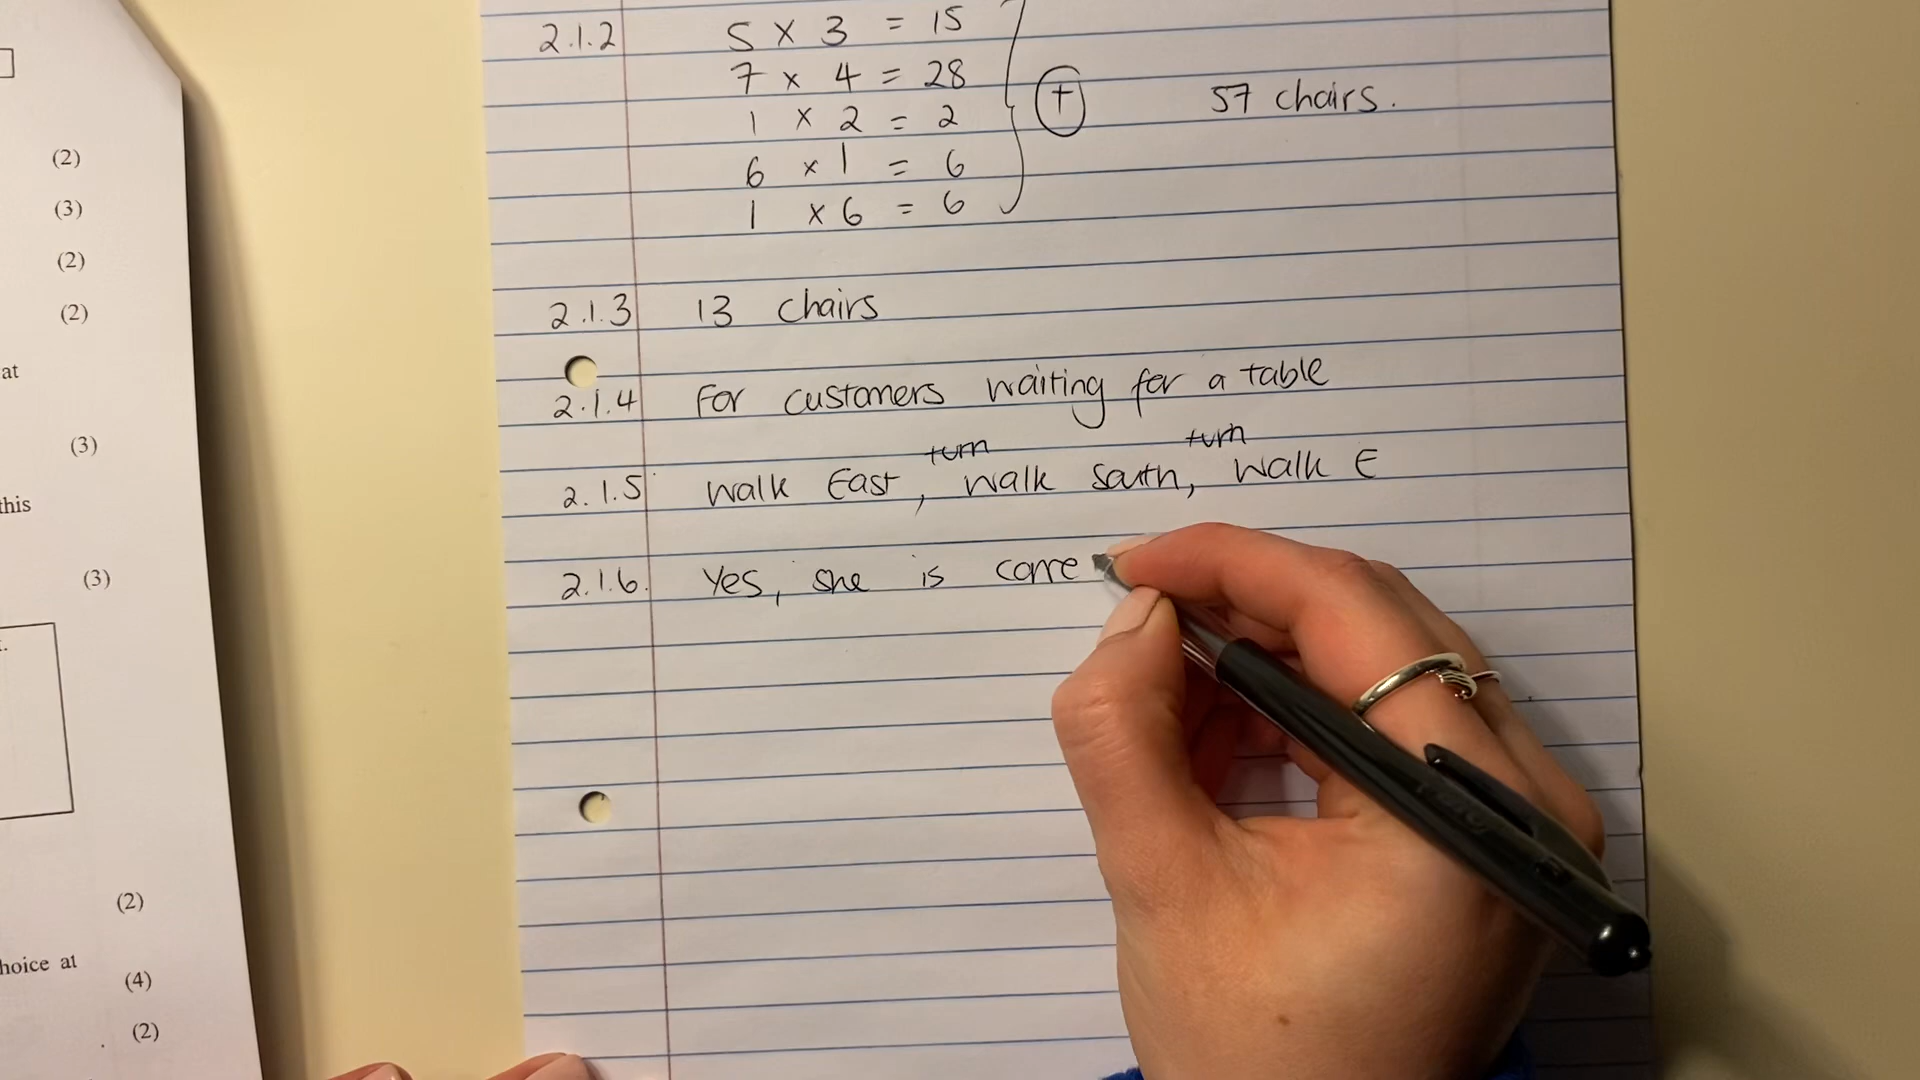 2.1.2 5 x 3 = 15
7 x 4 = 28
1 x 2 = 2
6 x 1 = 6
1 x 6 = 6
+ 57 chairs.
2.1.3 13 chairs
2.1.4 For customers waiting for a table
turn turn
2.1.5 Walk East, walk south, walk E
2.1.6. Yes, she is corre
(2)
(3)
(2)
(2)
at
(3)
this
(3)
(2)
hoice at
(4)
(2)